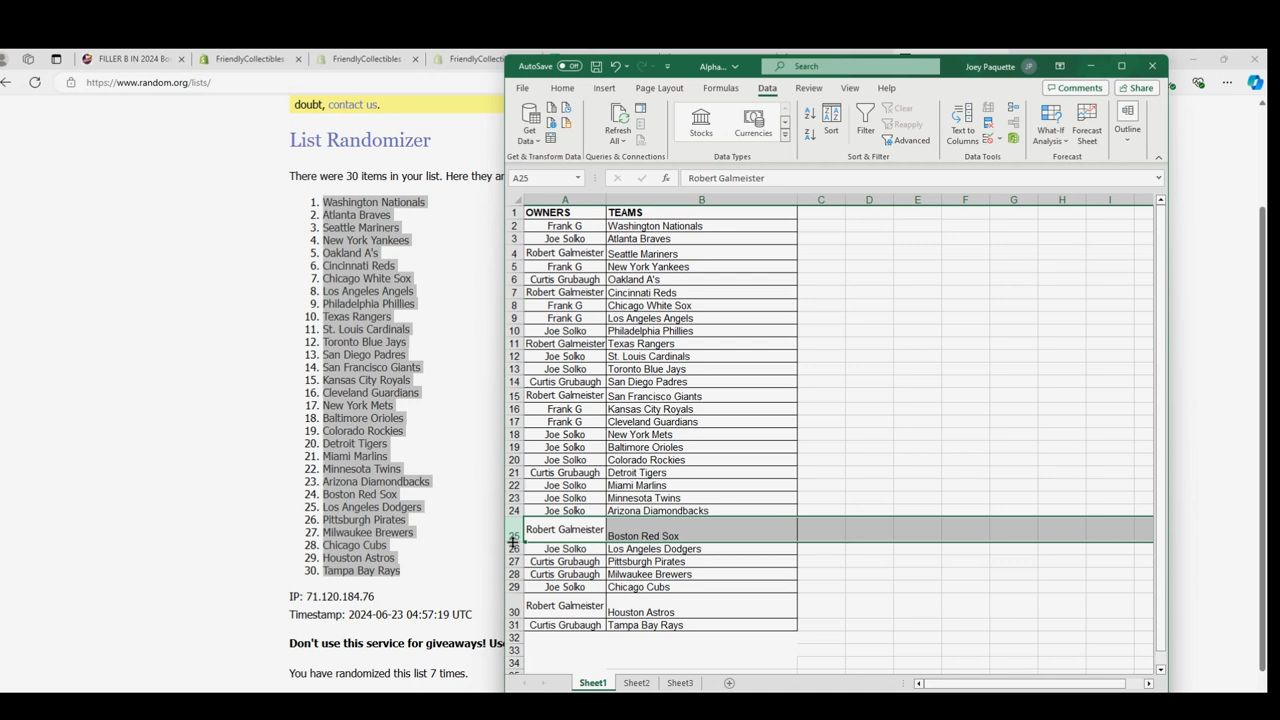 FILLER B IN 2024 Bo
FriendlyCollectibles
FriendlyCollectibles
FriendlyCollectibles
https://www.random.org/lists/
doubt, contact us.
List Randomizer
There were 30 items in your list. Here they ar
1. Washington Nationals
2. Atlanta Braves
3. Seattle Mariners
4. New York Yankees
5. Oakland A's
6. Cincinnati Reds
7. Chicago White Sox
8. Los Angeles Angels
9. Philadelphia Phillies
10. Texas Rangers
11. St. Louis Cardinals
12. Toronto Blue Jays
13. San Diego Padres
14. San Francisco Giants
15. Kansas City Royals
16. Cleveland Guardians
17. New York Mets
18. Baltimore Orioles
19. Colorado Rockies
20. Detroit Tigers
21. Miami Marlins
22. Minnesota Twins
23. Arizona Diamondbacks
24. Boston Red Sox
25. Los Angeles Dodgers
26. Pittsburgh Pirates
27. Milwaukee Brewers
28. Chicago Cubs
29. Houston Astros
30. Tampa Bay Rays
IP: 71.120.184.76
Timestamp: 2024-06-23 04:57:19 UTC
Don't use this service for giveaways! Use
You have randomized this list 7 times.
AutoSave Off Alpha... Search Joey Paquette JP
File Home Insert Page Layout Formulas Data Review View Help Comments Share
Get Data Refresh All Stocks Currencies Sort Filter Clear Reapply Advanced Text to Columns What-If Analysis Forecast Sheet Outline
Get & Transform Data Queries & Connections Data Types Sort & Filter Data Tools Forecast
A25 fx Robert Galmeister
A B C D E F G H I
1 OWNERS TEAMS
2 Frank G Washington Nationals
3 Joe Solko Atlanta Braves
4 Robert Galmeister Seattle Mariners
5 Frank G New York Yankees
6 Curtis Grubaugh Oakland A's
7 Robert Galmeister Cincinnati Reds
8 Frank G Chicago White Sox
9 Frank G Los Angeles Angels
10 Joe Solko Philadelphia Phillies
11 Robert Galmeister Texas Rangers
12 Joe Solko St. Louis Cardinals
13 Joe Solko Toronto Blue Jays
14 Curtis Grubaugh San Diego Padres
15 Robert Galmeister San Francisco Giants
16 Frank G Kansas City Royals
17 Frank G Cleveland Guardians
18 Joe Solko New York Mets
19 Joe Solko Baltimore Orioles
20 Joe Solko Colorado Rockies
21 Curtis Grubaugh Detroit Tigers
22 Joe Solko Miami Marlins
23 Joe Solko Minnesota Twins
24 Joe Solko Arizona Diamondbacks
25 Robert Galmeister Boston Red Sox
26 Joe Solko Los Angeles Dodgers
27 Curtis Grubaugh Pittsburgh Pirates
28 Curtis Grubaugh Milwaukee Brewers
29 Joe Solko Chicago Cubs
30 Robert Galmeister Houston Astros
31 Curtis Grubaugh Tampa Bay Rays
32
33
34
Sheet1 Sheet2 Sheet3